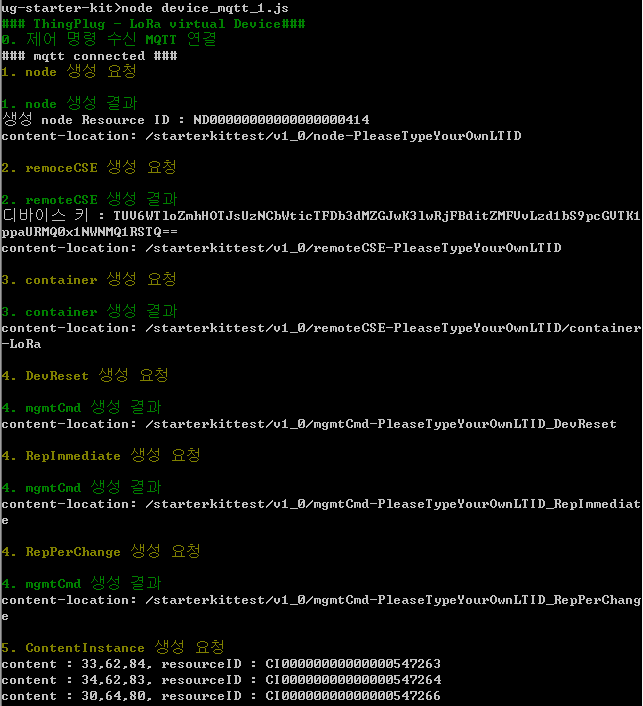 ug-starter-kit>node device_mqtt_1.js
### ThingPlug - LoRa virtual Device###
0. 제어 명령 수신 MQTT 연결
### mqtt connected ###
1. node 생성 요청
1. node 생성 결과
생성 node Resource ID : ND00000000000000000414
content-location: /starterkittest/v1_0/node-PleaseTypeYourOwnLTID
2. remoceCSE 생성 요청
2. remoteCSE 생성 결과
디바이스 키 : TUV6WTloZmhHOTJsUzNCbWticTFDb3dMZGJwK3lwRjFBditZMFVvLzd1bS9pcGVTK1
ppaURMQ0x1NWNMQ1RSTQ==
content-location: /starterkittest/v1_0/remoteCSE-PleaseTypeYourOwnLTID
3. container 생성 요청
3. container 생성 결과
content-location: /starterkittest/v1_0/remoteCSE-PleaseTypeYourOwnLTID/container
-LoRa
4. DevReset 생성 요청
4. mgmtCmd 생성 결과
content-location: /starterkittest/v1_0/mgmtCmd-PleaseTypeYourOwnLTID_DevReset
4. RepImmediate 생성 요청
4. mgmtCmd 생성 결과
content-location: /starterkittest/v1_0/mgmtCmd-PleaseTypeYourOwnLTID_RepImmediat
e
4. RepPerChange 생성 요청
4. mgmtCmd 생성 결과
content-location: /starterkittest/v1_0/mgmtCmd-PleaseTypeYourOwnLTID_RepPerChang
e
5. ContentInstance 생성 요청
content : 33,62,84, resourceID : CI00000000000000547263
content : 34,62,83, resourceID : CI00000000000000547264
content : 30,64,80, resourceID : CI00000000000000547266